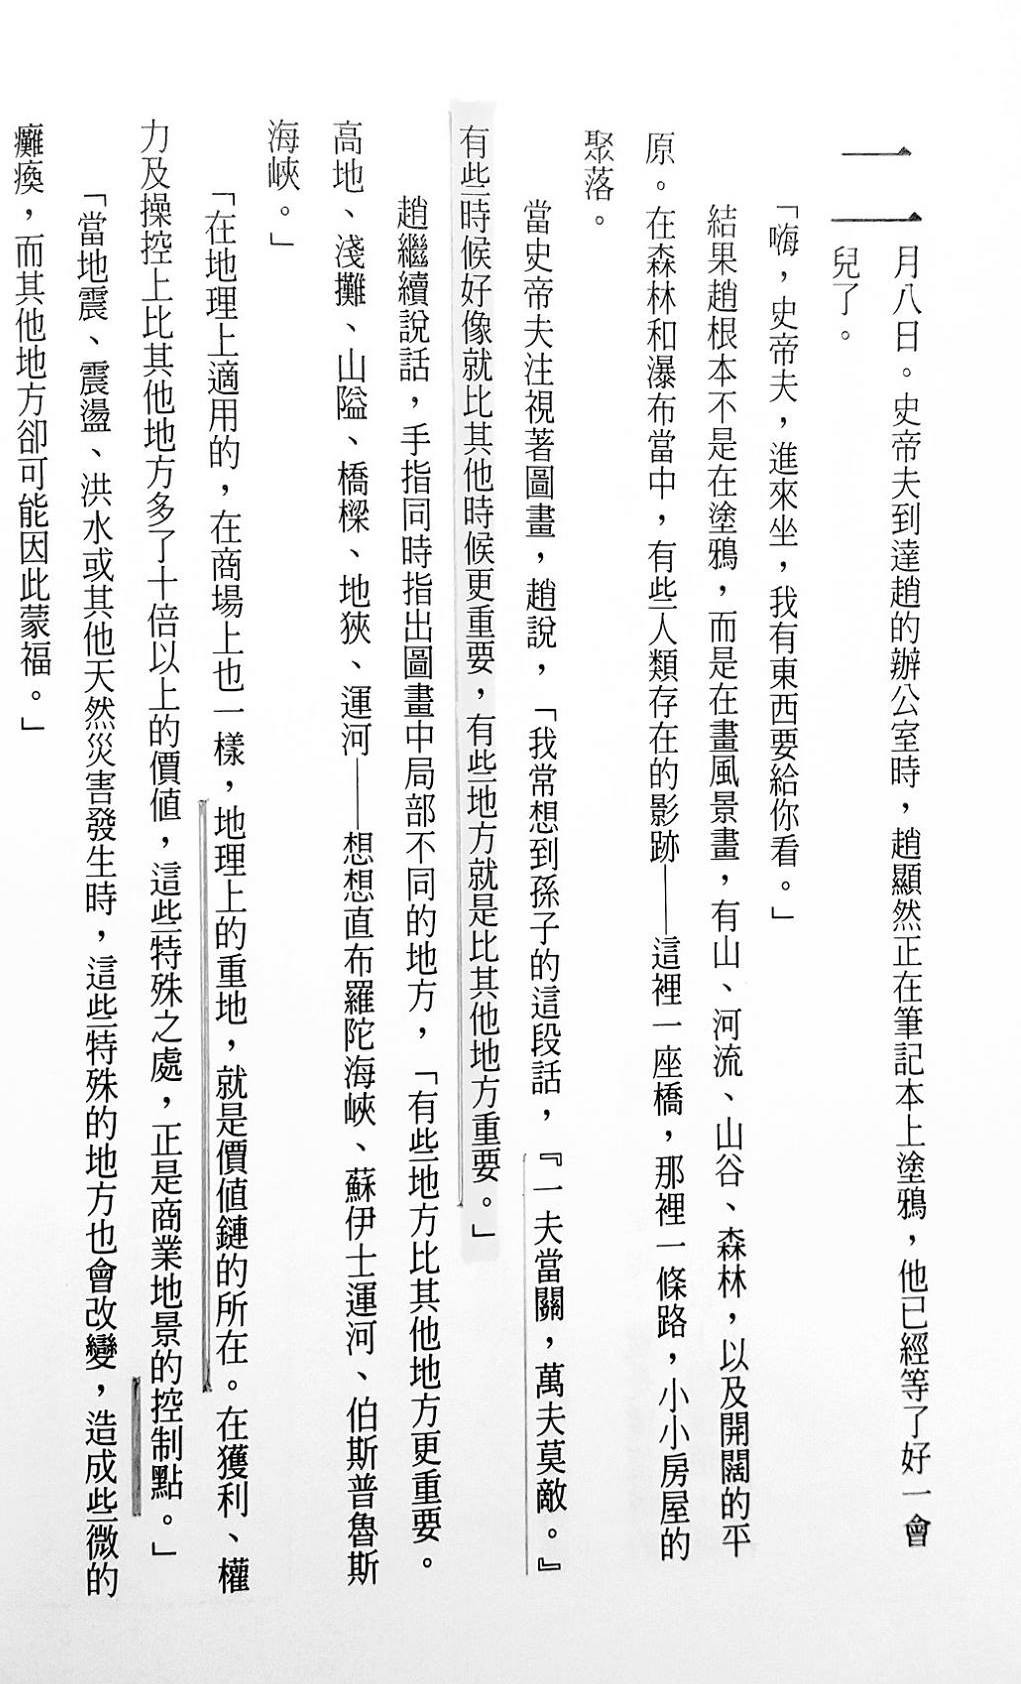 二月八日。史帝夫到達趙的辦公室時，趙顯然正在筆記本上塗鴉，他已經等了好一會
兒了。
「嗨，史帝夫，進來坐，我有東西要給你看。」
結果趙根本不是在塗鴉，而是在畫風景畫，有山、河流、山谷、森林，以及開闊的平
原。在森林和瀑布當中，有些人類存在的影跡——這裡一座橋，那裡一條路，小小房屋的
聚落。
當史帝夫注視著圖畫，趙說，「我常想到孫子的這段話，『一夫當關，萬夫莫敵。』
有些時候好像就比其他時候更重要，有些地方就是比其他地方重要。」
趙繼續說話，手指同時指出圖畫中局部不同的地方，「有些地方比其他地方更重要。
高地、淺灘、山隘、橋樑、地狹、運河——想想直布羅陀海峽、蘇伊士運河、伯斯普魯斯
海峽。」
「在地理上適用的，在商場上也一樣，地理上的重地，就是價值鏈的所在。在獲利、權
力及操控上比其他地方多了十倍以上的價值，這些特殊之處，正是商業地景的控制點。」
「當地震、震盪、洪水或其他天然災害發生時，這些特殊的地方也會改變，造成些微的
癱瘓，而其他地方卻可能因此蒙福。」